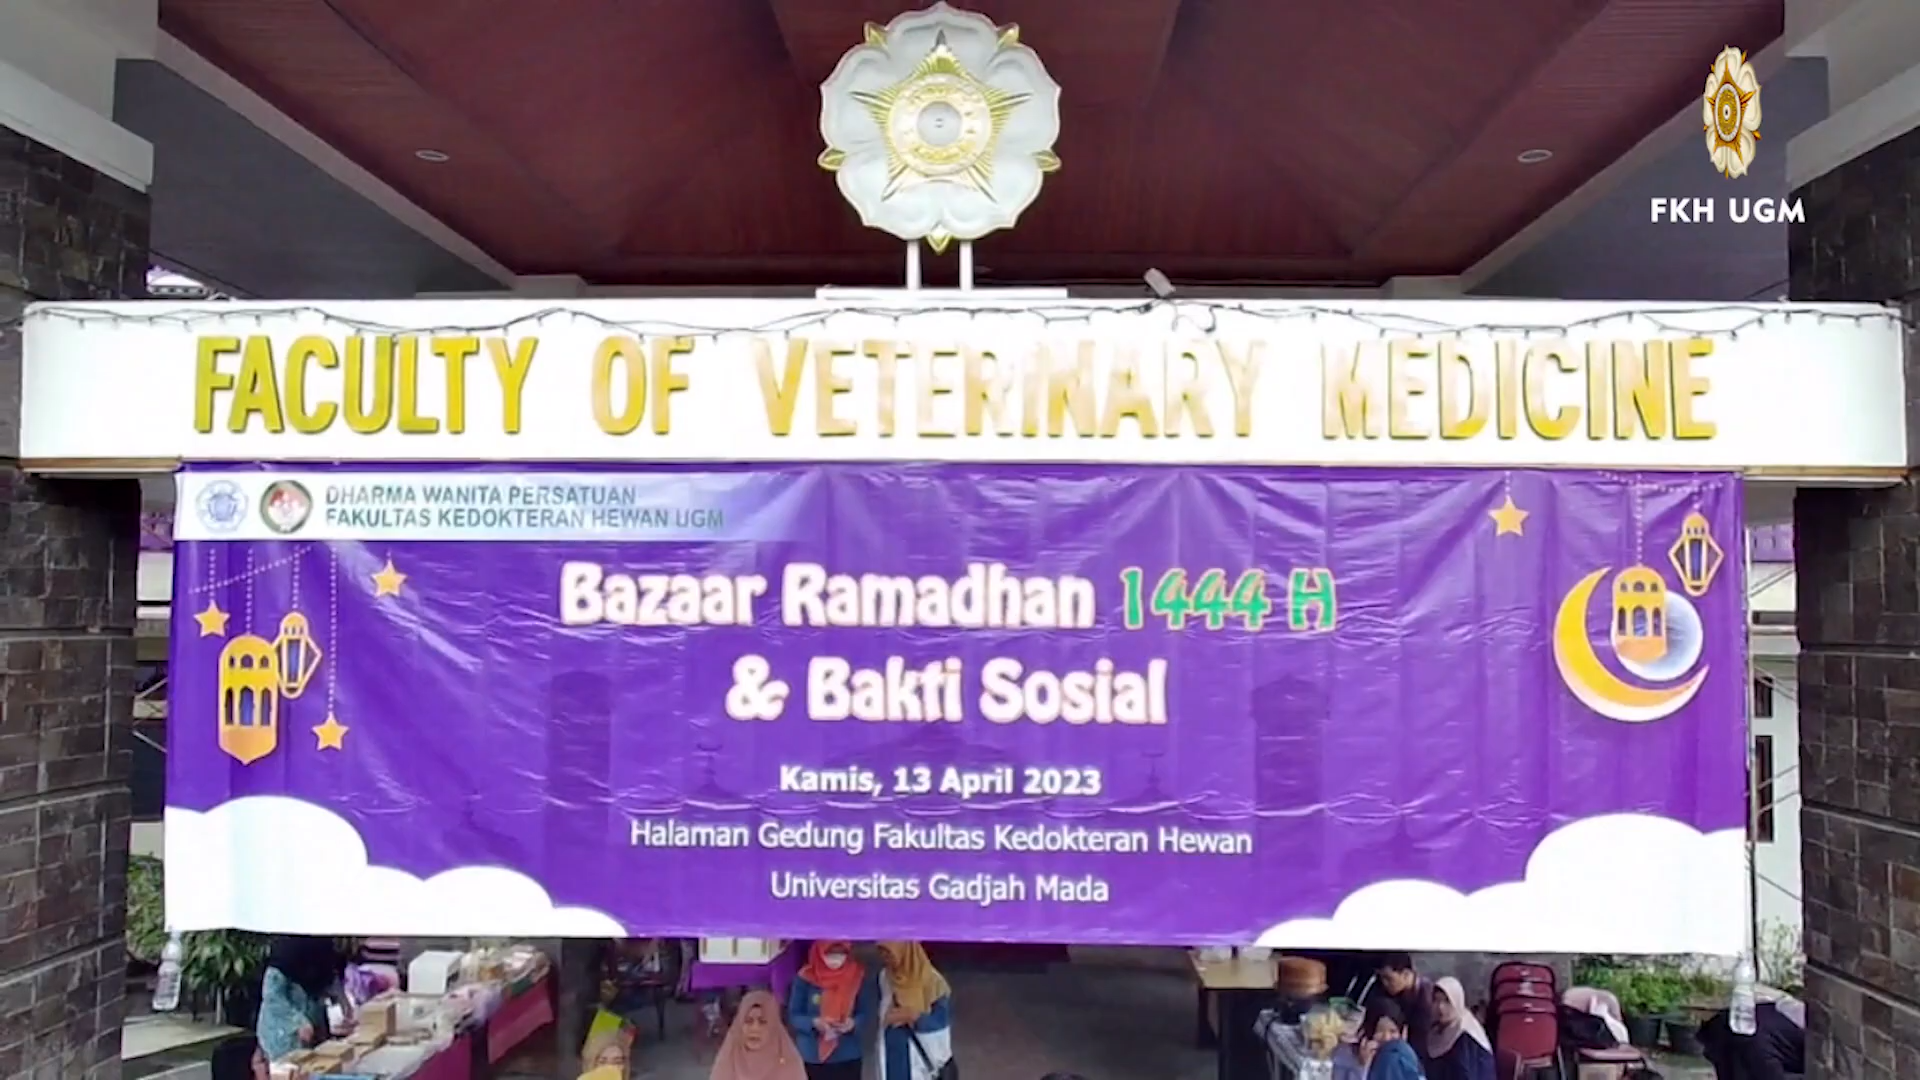 FKH UGM
FACULTY OF VETERINARY MEDICINE
DHARMA WANITA PERSATUAN
FAKULTAS KEDOKTERAN HEWAN UGM
Bazaar Ramadhan 1444 H
& Bakti Sosial
Kamis, 13 April 2023
Halaman Gedung Fakultas Kedokteran Hewan
Universitas Gadjah Mada